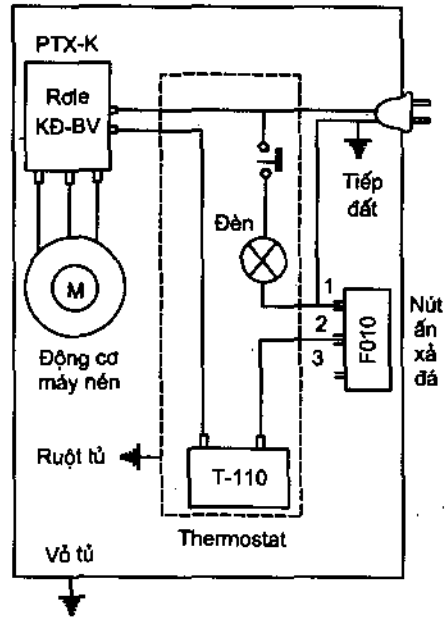 PTX-K
Rơle
KĐ-BV
Tiếp
đất
Đèn
M
1
2
3
F010
Nút
ấn
xả
đá
Động cơ
máy nén
Ruột tủ
T-110
Thermostat
Vỏ tủ